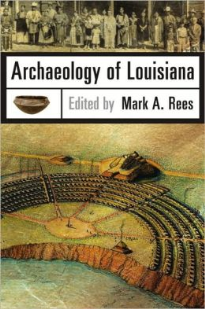 Archaeology of Louisiana
Edited by Mark A. Rees